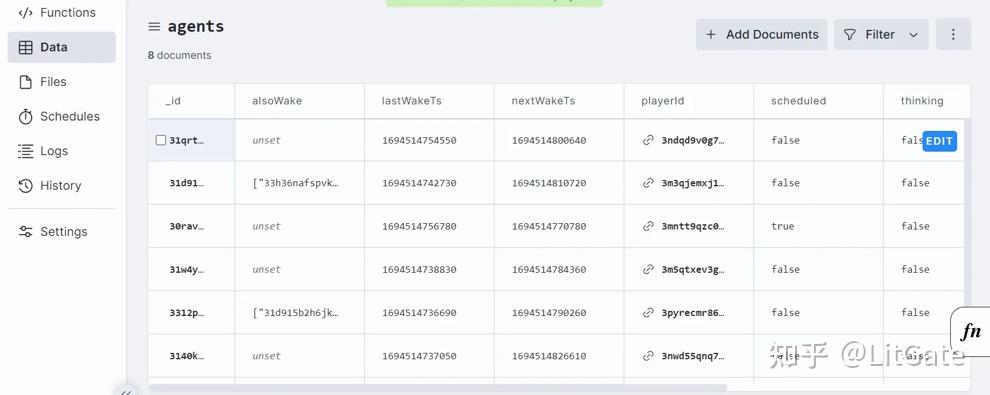 Functions
Data
Files
Schedules
Logs
History
Settings
agents
8 documents
+ Add Documents Filter
_id alsoWake lastWakeTs nextWakeTs playerId scheduled thinking
31qrt… unset 1694514754550 1694514800640 3ndqd9v0g7… false fals EDIT
31d91… ["33h36nafspvk… 1694514742730 1694514810720 3m3qjemxj1… false false
30rav… unset 1694514756780 1694514770780 3mntt9qzc0… true false
31w4y… unset 1694514738830 1694514784360 3m5qtxev3g… false false
3312p… ["31d915b2h6jk… 1694514736690 1694514790260 3pyrecmr86… false false
3140k… unset 1694514737050 1694514826610 3nwd55qnq7… false false
fn
知乎 @LitGate